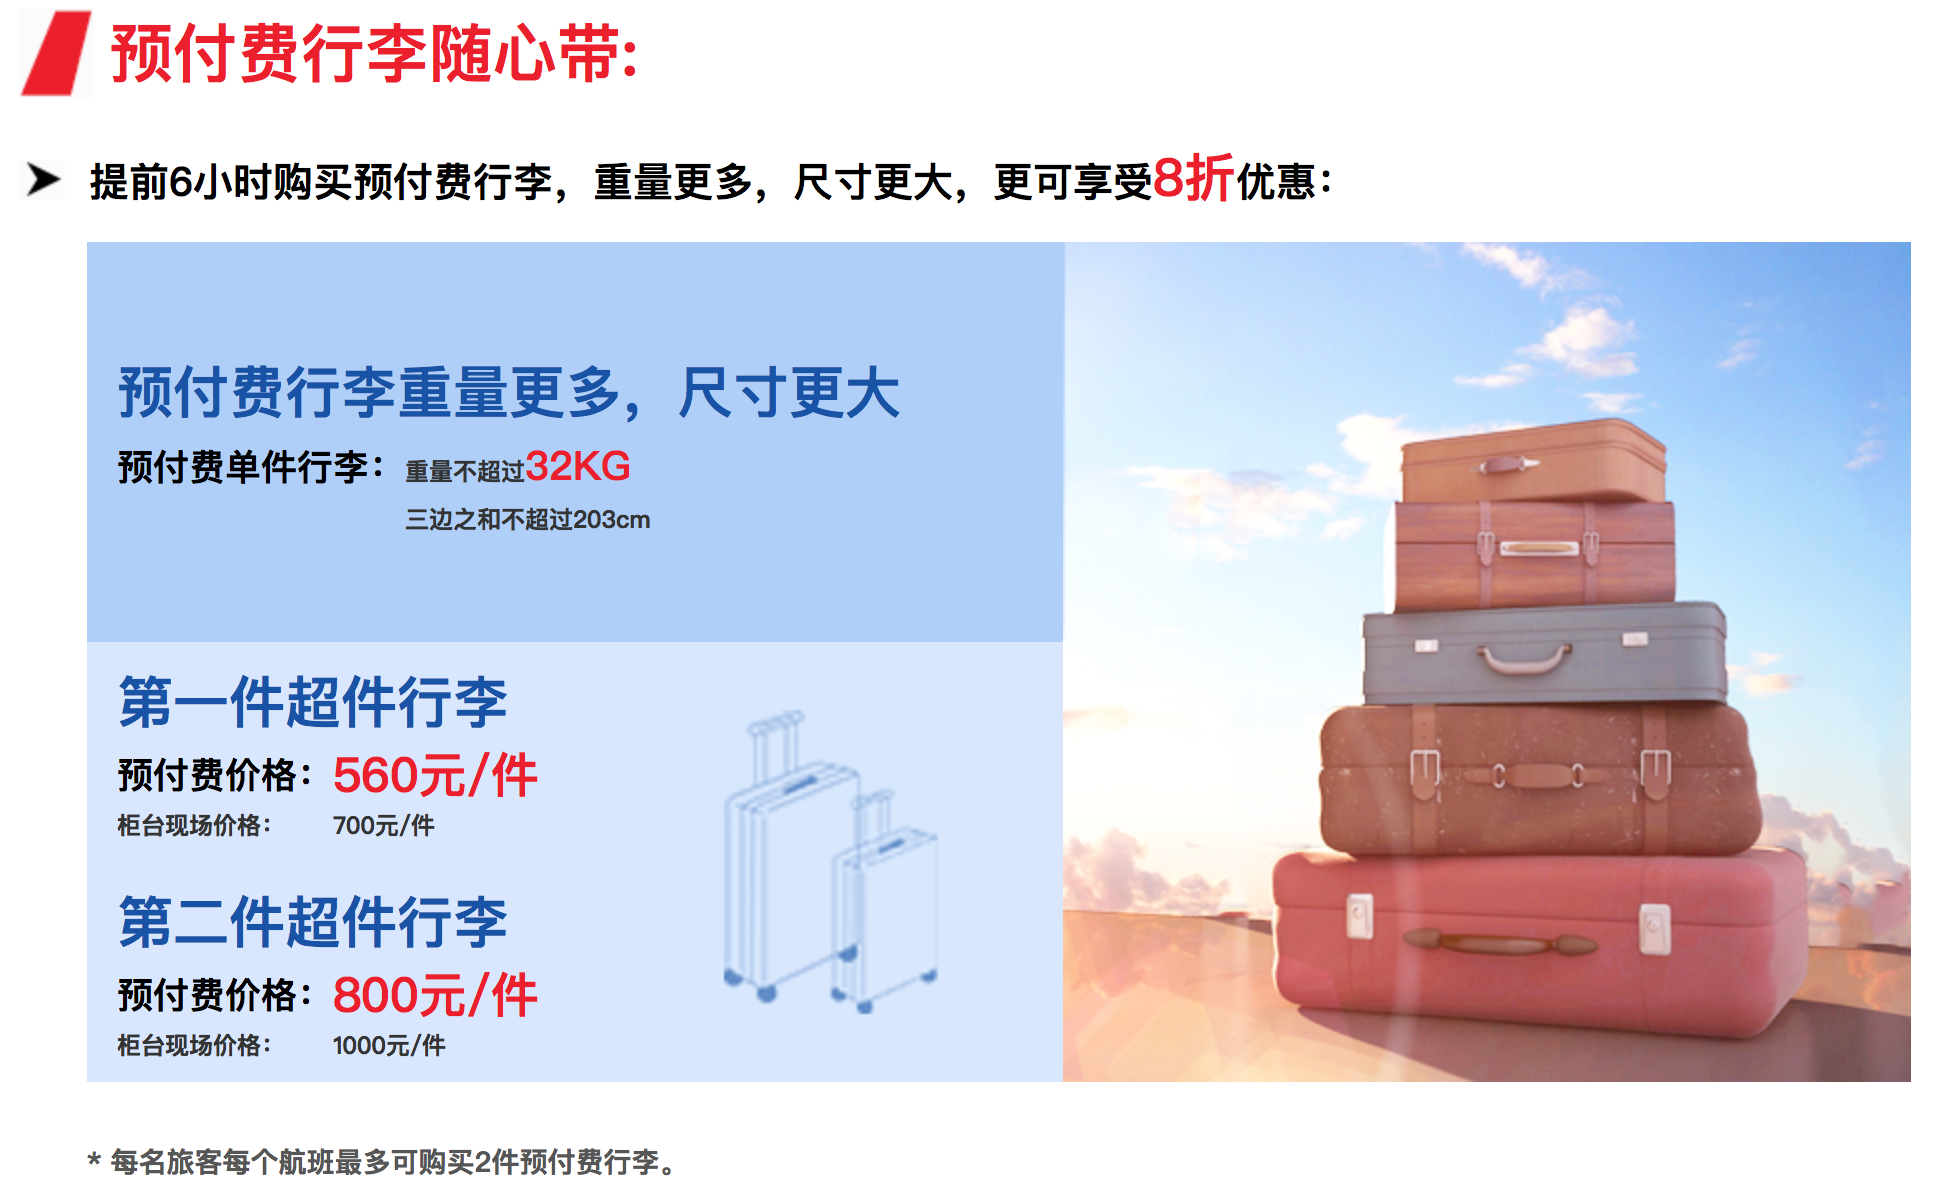 预付费行李随心带:
提前6小时购买预付费行李，重量更多，尺寸更大，更可享受8折优惠：
预付费行李重量更多，尺寸更大
预付费单件行李：重量不超过32KG
三边之和不超过203cm
第一件超件行李
预付费价格：560元/件
柜台现场价格：700元/件
第二件超件行李
预付费价格：800元/件
柜台现场价格：1000元/件
* 每名旅客每个航班最多可购买2件预付费行李。